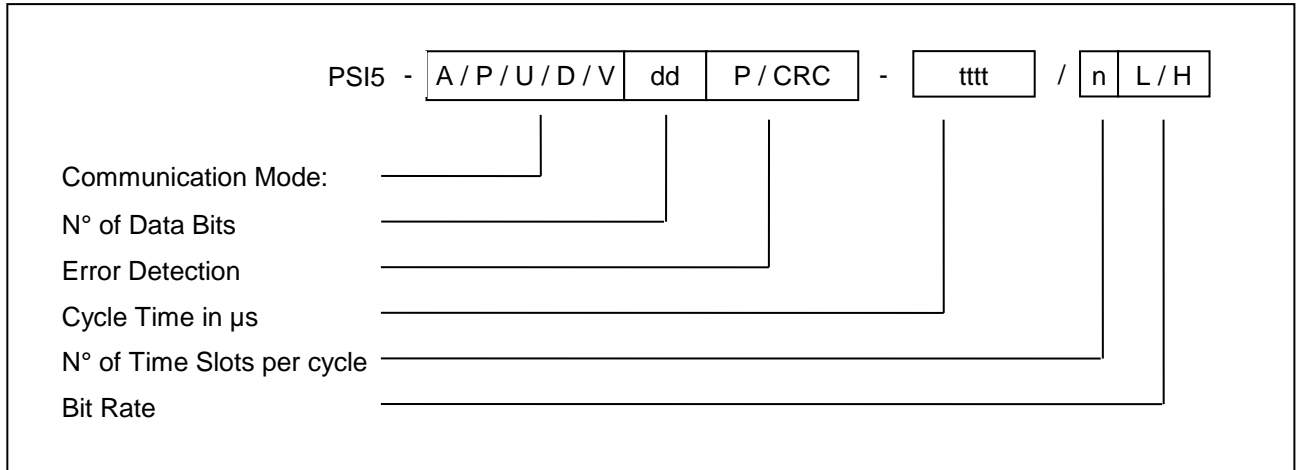 PSI5 - A / P / U / D / V dd P / CRC - tttt / n L / H
Communication Mode:
N° of Data Bits
Error Detection
Cycle Time in µs
N° of Time Slots per cycle
Bit Rate